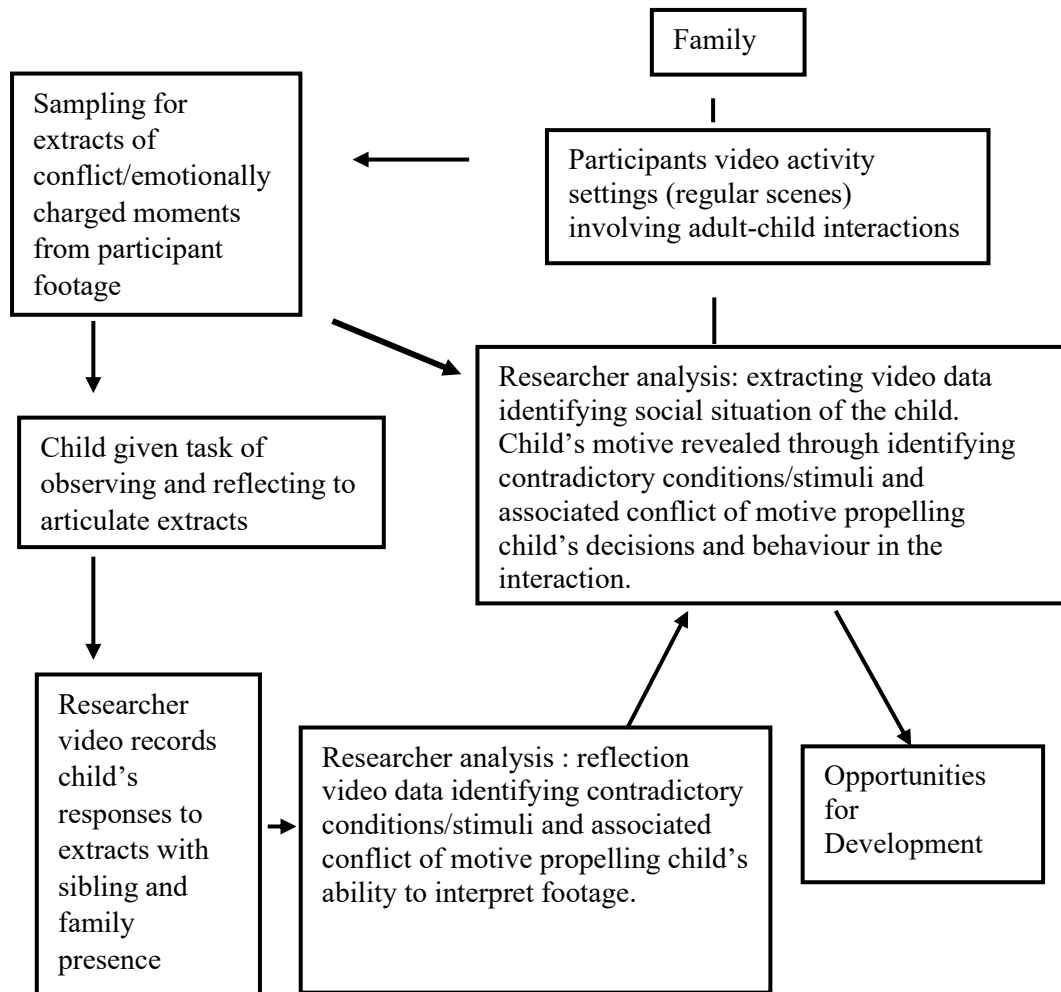 Family
Sampling for
extracts of
conflict/emotionally
charged moments
from participant
footage
Participants video activity
settings (regular scenes)
involving adult-child interactions
Researcher analysis: extracting video data
identifying social situation of the child.
Child’s motive revealed through identifying
contradictory conditions/stimuli and
associated conflict of motive propelling
child’s decisions and behaviour in the
interaction.
Child given task of
observing and reflecting to
articulate extracts
Researcher
video records
child’s
responses to
extracts with
sibling and
family
presence
Researcher analysis : reflection
video data identifying contradictory
conditions/stimuli and associated
conflict of motive propelling child’s
ability to interpret footage.
Opportunities
for
Development